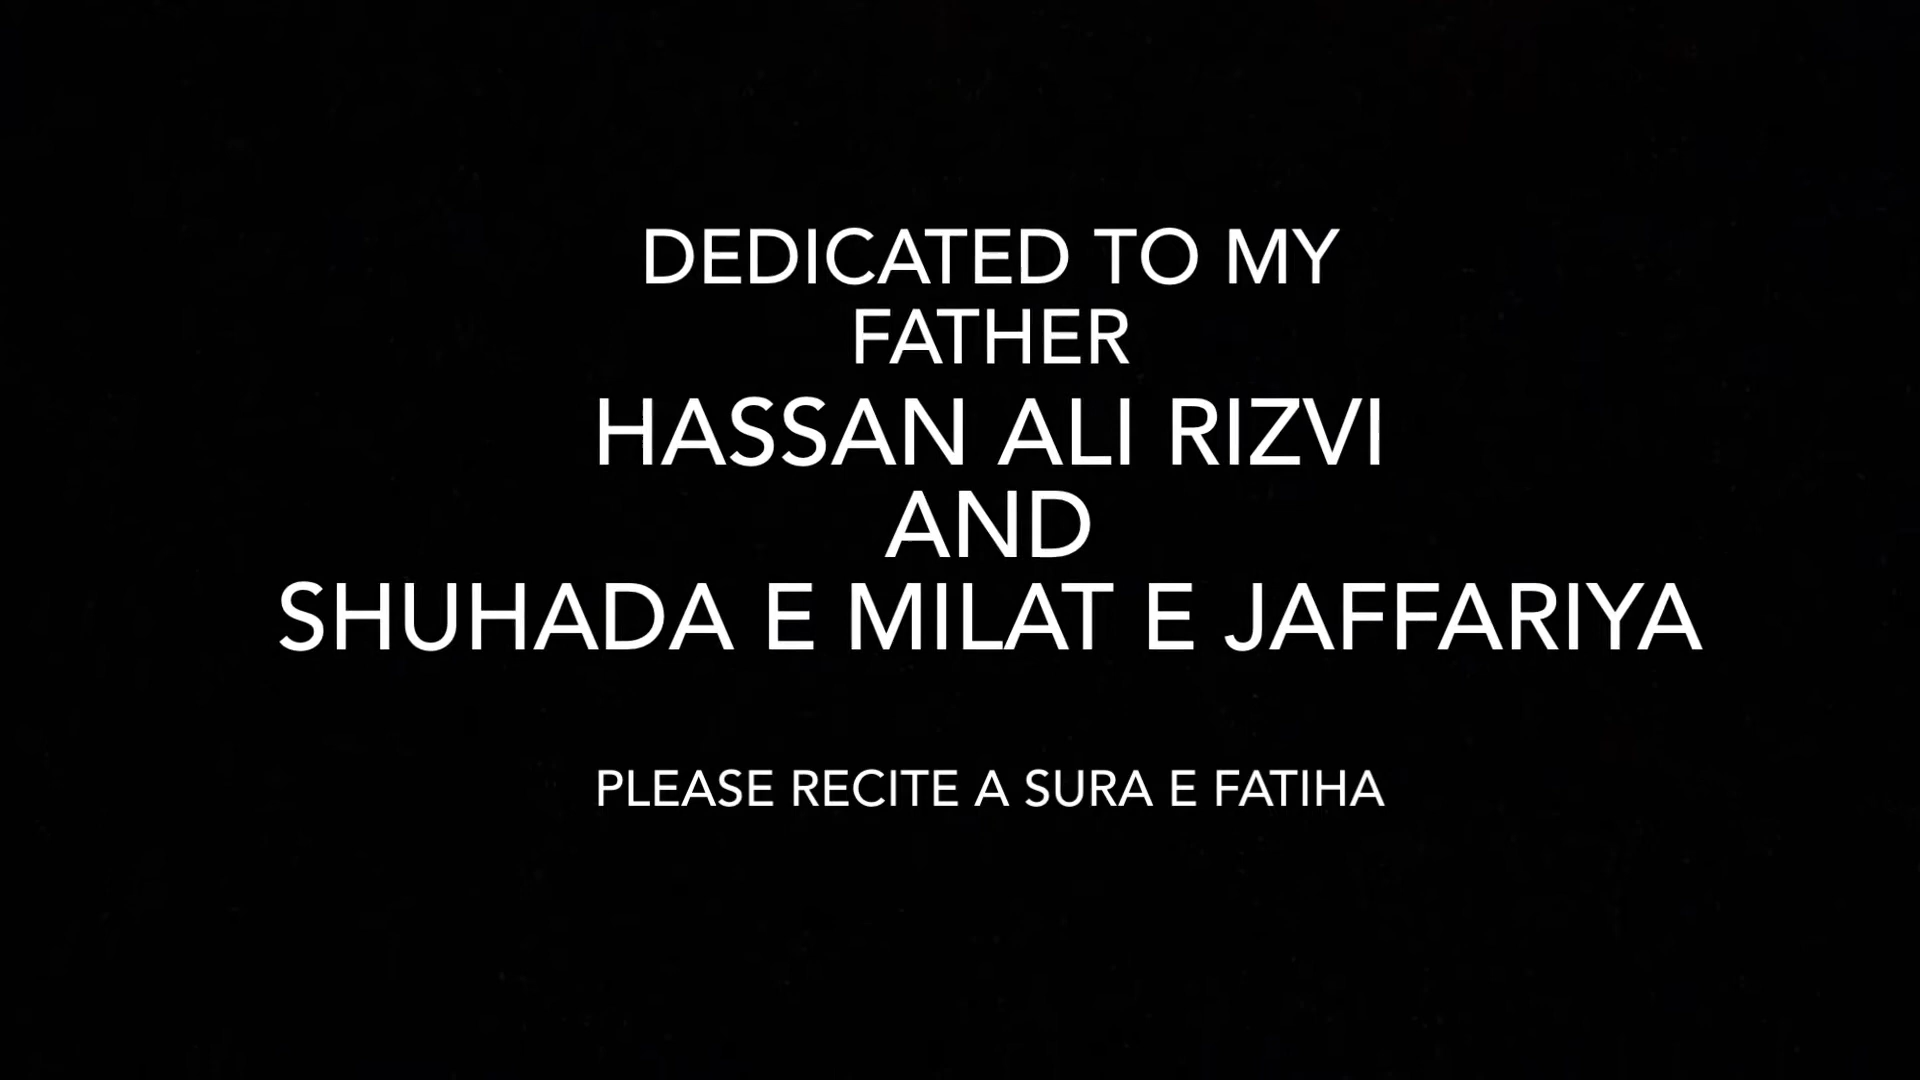 DEDICATED TO MY
FATHER
HASSAN ALI RIZVI
AND
SHUHADA E MILAT E JAFFARIYA
PLEASE RECITE A SURA E FATIHA